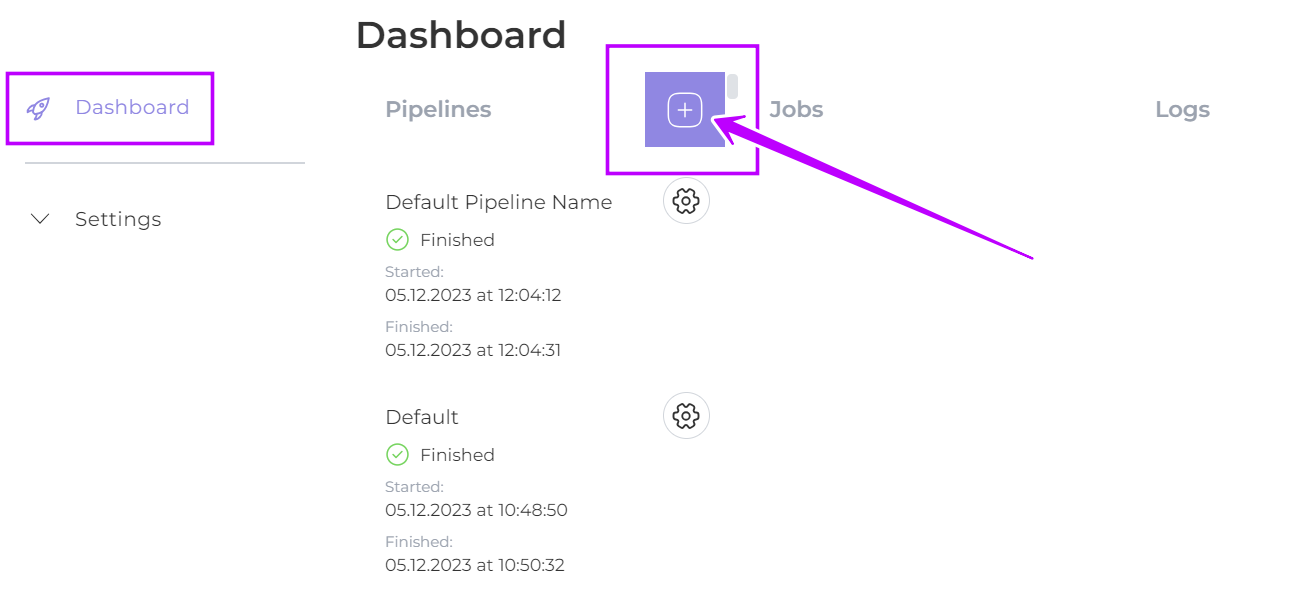 Dashboard
Dashboard
Settings
Pipelines
Jobs
Logs
Default Pipeline Name
Finished
Started:
05.12.2023 at 12:04:12
Finished:
05.12.2023 at 12:04:31
Default
Finished
Started:
05.12.2023 at 10:48:50
Finished:
05.12.2023 at 10:50:32